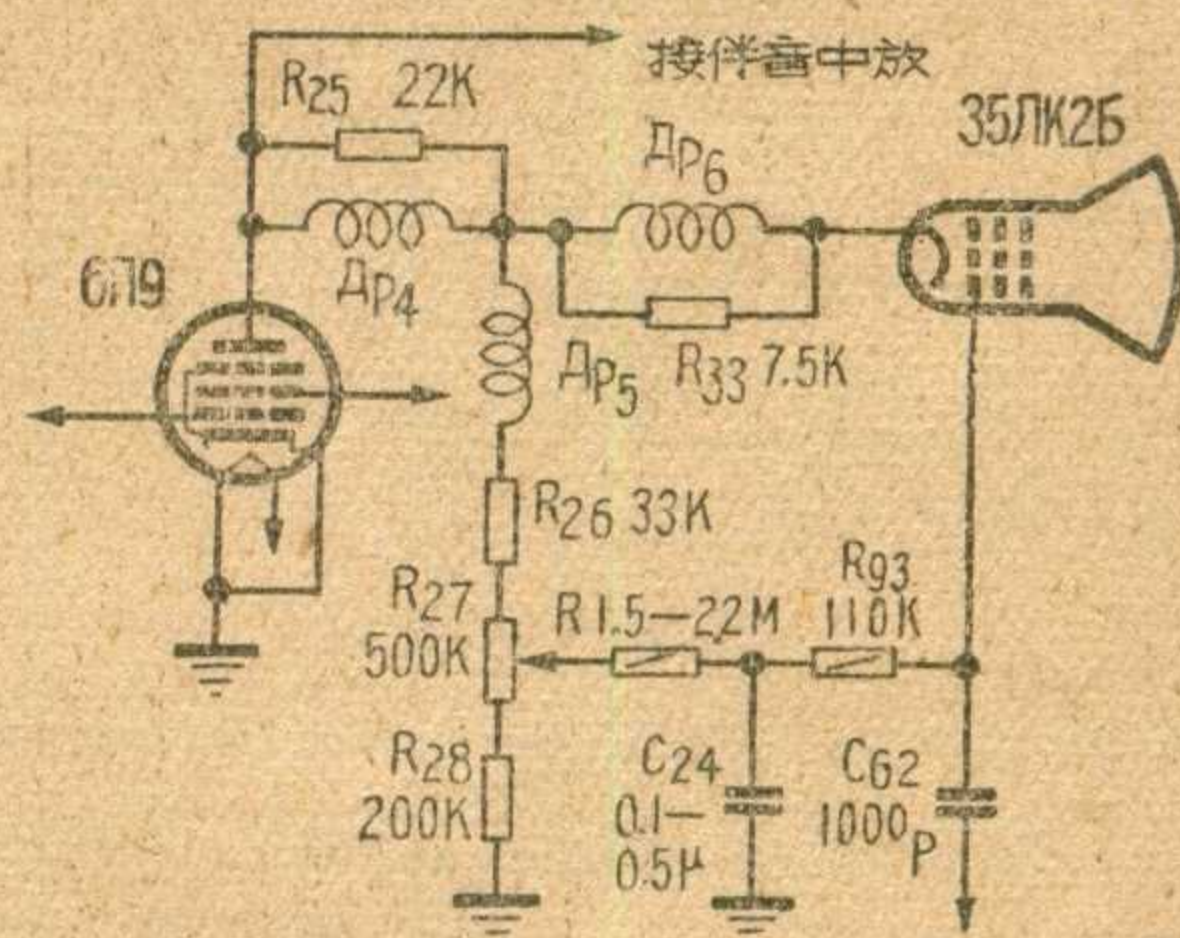 接伴音中放
R25 22K
ДР6
35ЛК2Б
6П9
ДР4
ДР5
R33 7.5K
R26 33K
R27
500K
R 1.5—2.2M
R93
110K
R28
200K
C24
0.1—
0.5μ
C62
1000P